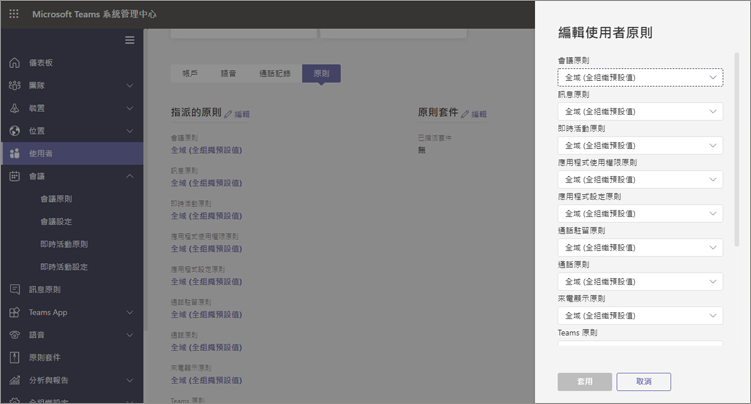 Microsoft Teams 系統管理中心
儀表板
團隊
裝置
位置
使用者
會議
會議原則
會議設定
即時活動原則
即時活動設定
訊息原則
Teams App
語音
原則套件
分析與報告
全組織設定
帳戶
語音
通話記錄
原則
指派的原則
編輯
會議原則
全域 (全組織預設值)
訊息原則
全域 (全組織預設值)
即時活動原則
全域 (全組織預設值)
應用程式使用權限原則
全域 (全組織預設值)
應用程式設定原則
全域 (全組織預設值)
通話駐留原則
全域 (全組織預設值)
通話原則
全域 (全組織預設值)
來電顯示原則
全域 (全組織預設值)
Teams 原則
原則套件
編輯
已指派套件
無
編輯使用者原則
會議原則
全域 (全組織預設值)
訊息原則
全域 (全組織預設值)
即時活動原則
全域 (全組織預設值)
應用程式使用權限原則
全域 (全組織預設值)
應用程式設定原則
全域 (全組織預設值)
通話駐留原則
全域 (全組織預設值)
通話原則
全域 (全組織預設值)
來電顯示原則
全域 (全組織預設值)
Teams 原則
套用
取消